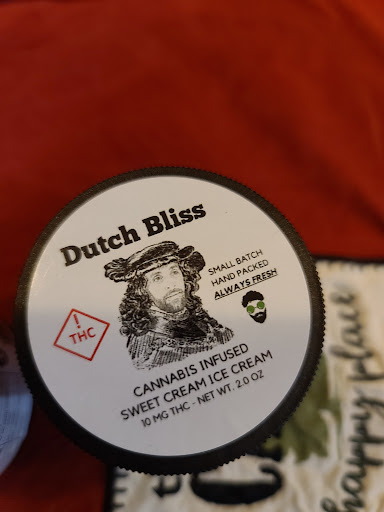 Dutch Bliss
SMALL BATCH
HAND PACKED
ALWAYS FRESH
!
THC
CANNABIS INFUSED
SWEET CREAM ICE CREAM
10 MG THC - NET WT. 2.0 OZ
happy place